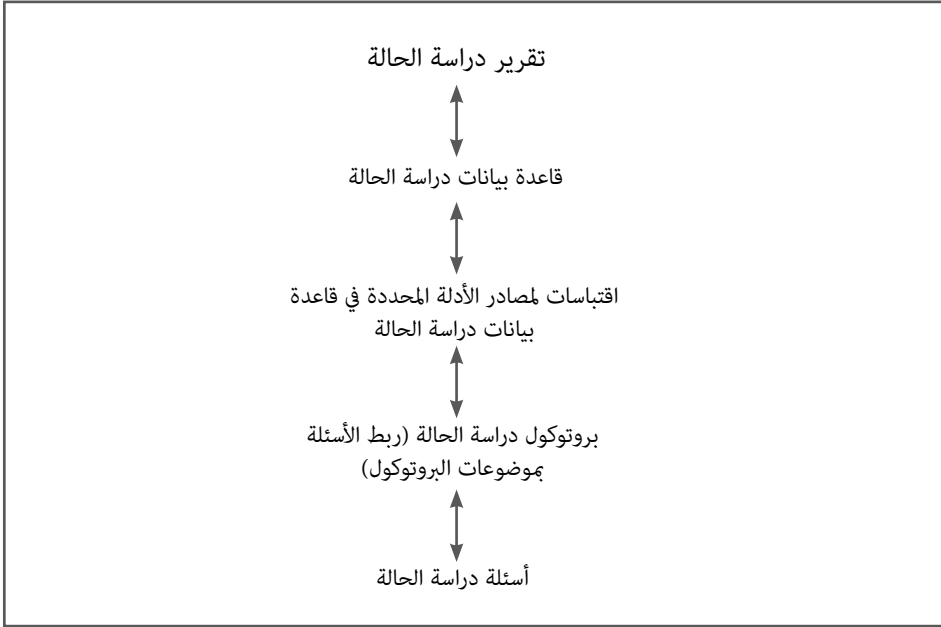 تقرير دراسة الحالة
قاعدة بيانات دراسة الحالة
اقتباسات لمصادر الأدلة المحددة في قاعدة
بيانات دراسة الحالة
بروتوكول دراسة الحالة (ربط الأسئلة
بموضوعات البروتوكول)
أسئلة دراسة الحالة